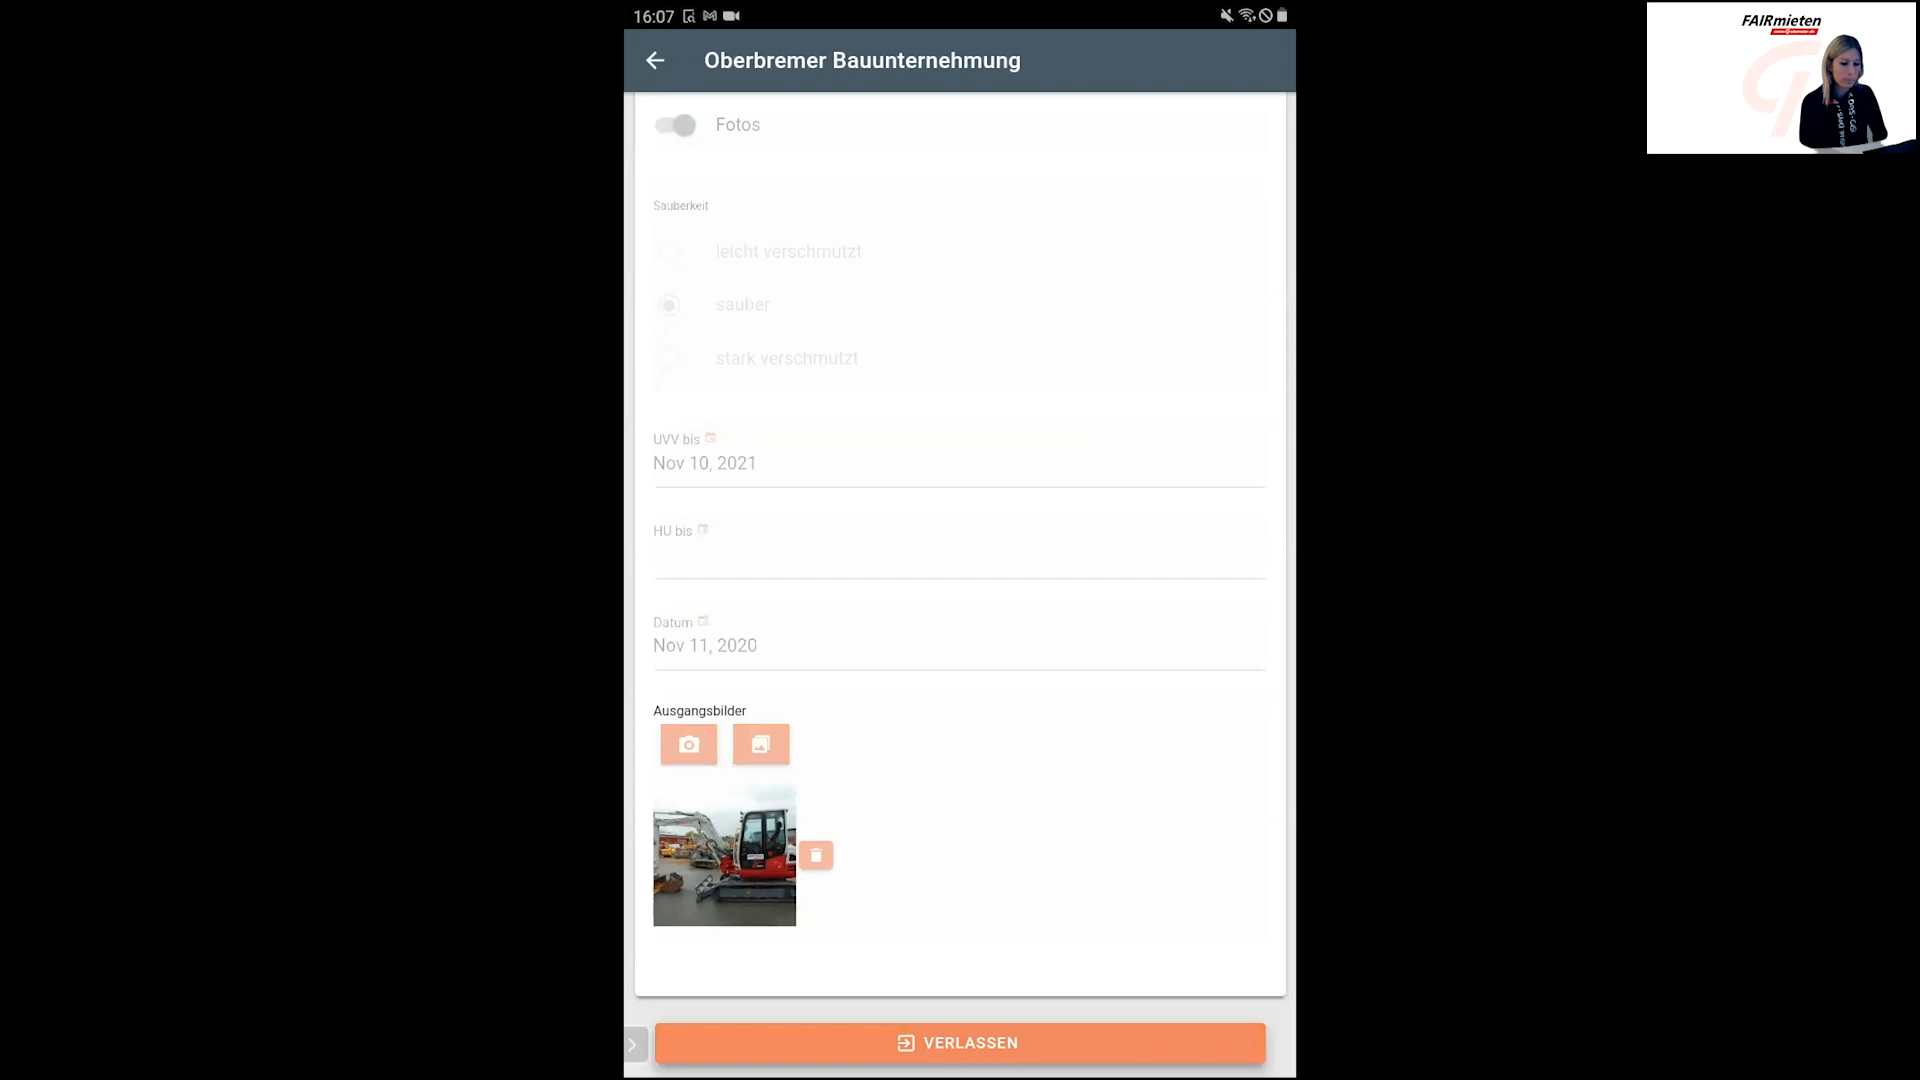 16:07
FAIRmieten
Oberbremer Bauunternehmung
Fotos
Sauberkeit
leicht verschmutzt
sauber
stark verschmutzt
UVV bis
Nov 10, 2021
HU bis
Datum
Nov 11, 2020
Ausgangsbilder
VERLASSEN